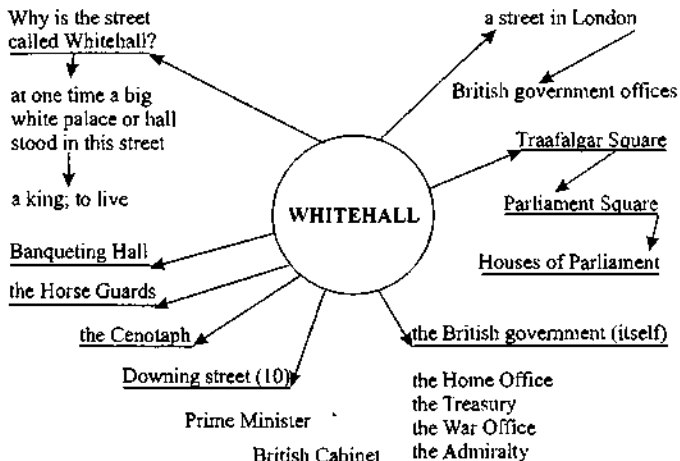 Why is the street
called Whitehall?
at one time a big
white palace or hall
stood in this street
a king; to live
a street in London
British government offices
Traafalgar Square
Parliament Square
Houses of Parliament
WHITEHALL
Banqueting Hall
the Horse Guards
the Cenotaph
Downing street (10)
Prime Minister
British Cabinet
the British government (itself)
the Home Office
the Treasury
the War Office
the Admiralty